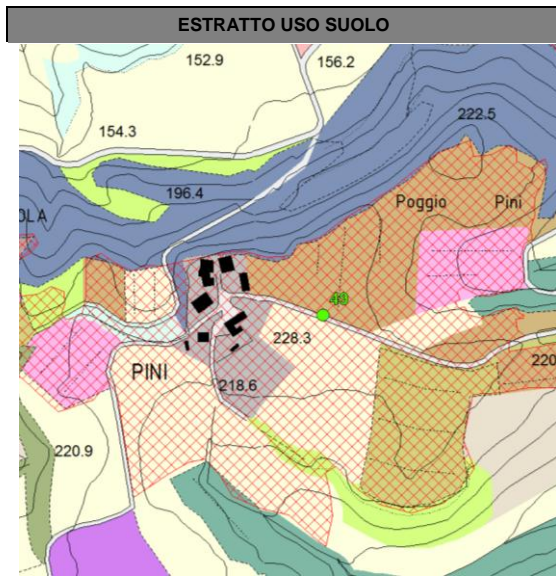 ESTRATTO USO SUOLO
152.9
156.2
154.3
222.5
196.4
OLA
Poggio Pini
49
228.3
PINI
218.6
220
220.9